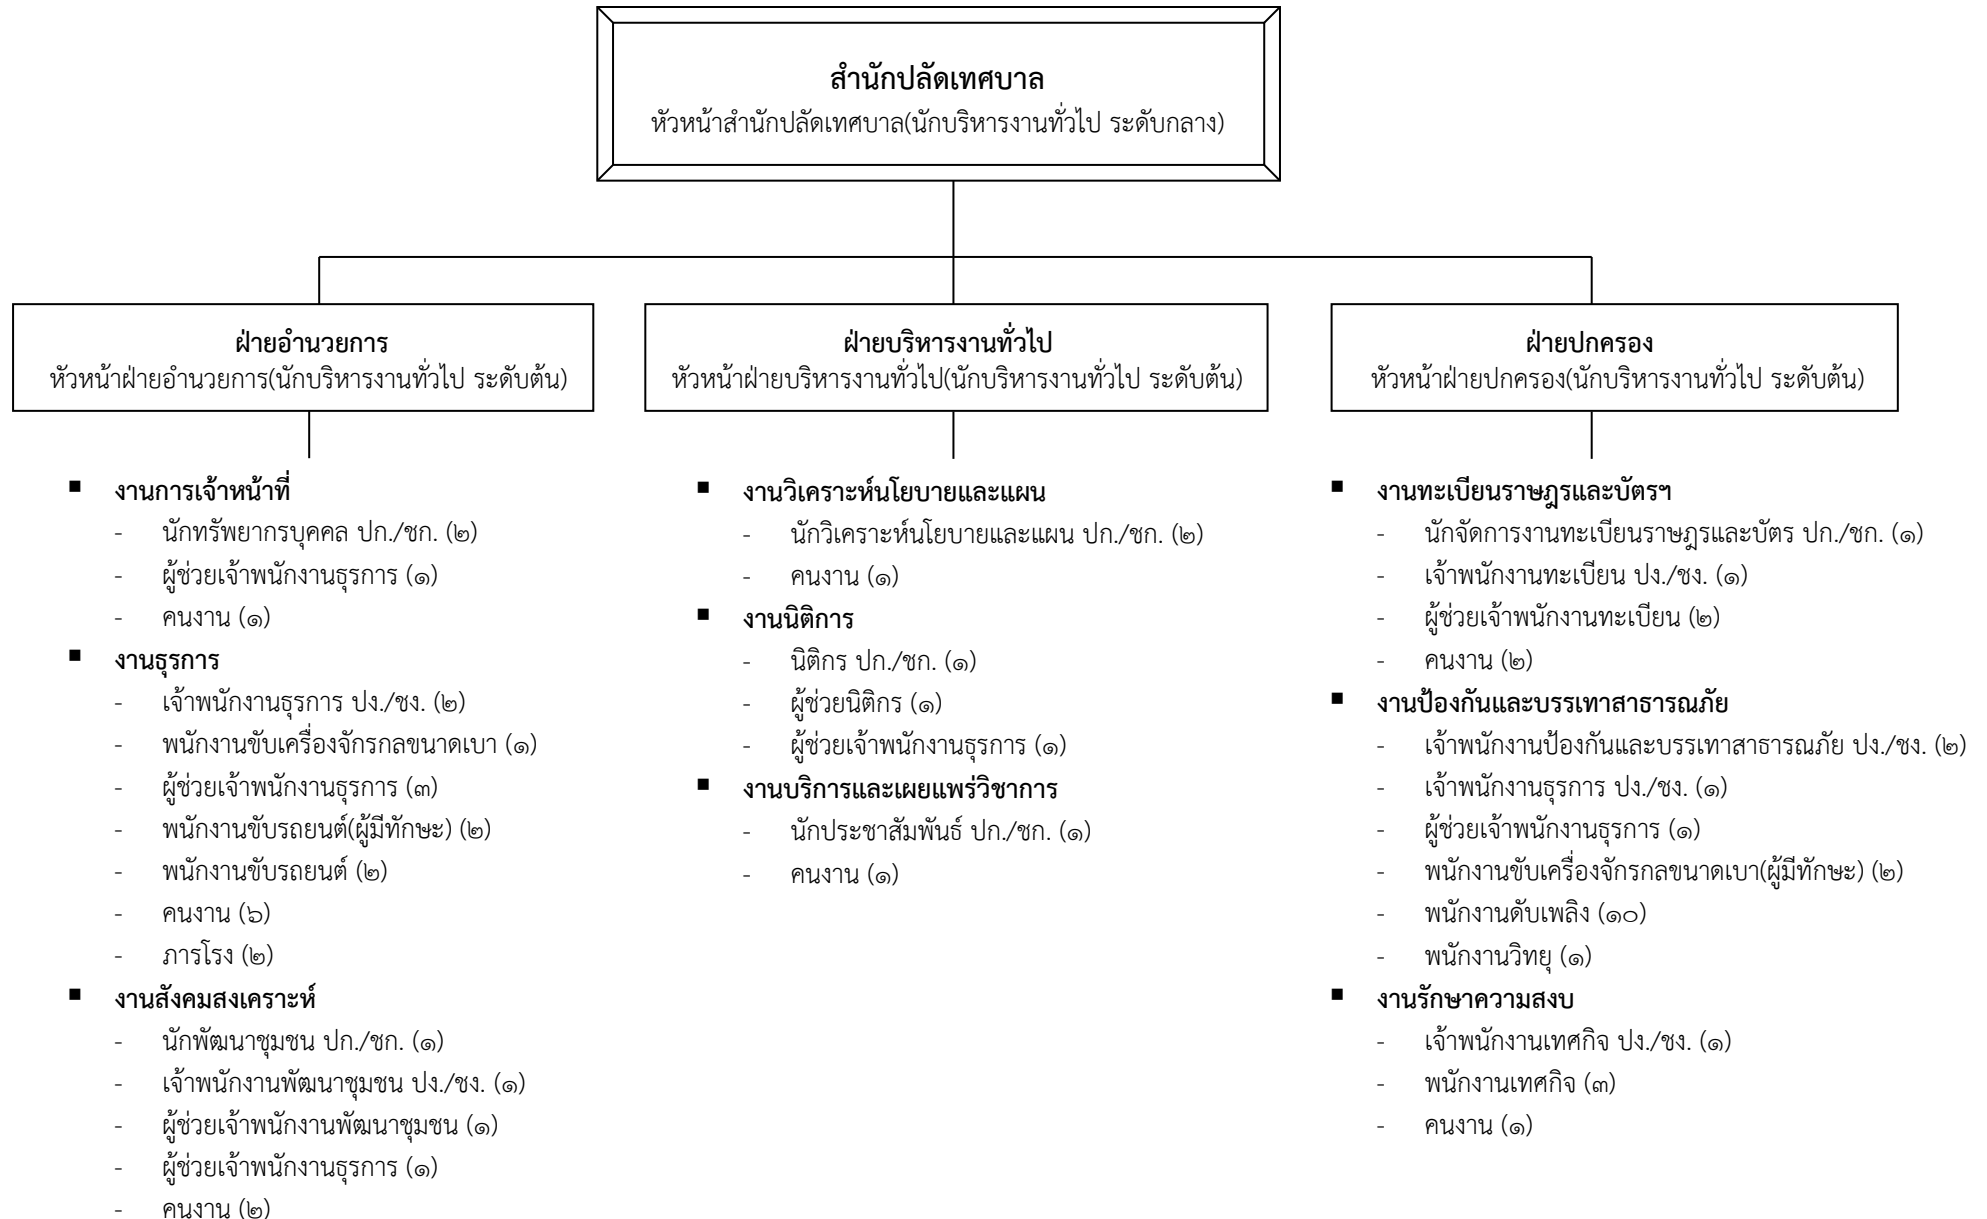 สำนักปลัดเทศบาล
หัวหน้าสำนักปลัดเทศบาล(นักบริหารงานทั่วไป ระดับกลาง)
ฝ่ายอำนวยการ
หัวหน้าฝ่ายอำนวยการ(นักบริหารงานทั่วไป ระดับต้น)
■ งานการเจ้าหน้าที่
- นักทรัพยากรบุคคล ปก./ชก. (๒)
- ผู้ช่วยเจ้าพนักงานธุรการ (๑)
- คนงาน (๑)
■ งานธุรการ
- เจ้าพนักงานธุรการ ปง./ชง. (๒)
- พนักงานขับเครื่องจักรกลขนาดเบา (๑)
- ผู้ช่วยเจ้าพนักงานธุรการ (๓)
- พนักงานขับรถยนต์(ผู้มีทักษะ) (๒)
- พนักงานขับรถยนต์ (๒)
- คนงาน (๖)
- ภารโรง (๒)
■ งานสังคมสงเคราะห์
- นักพัฒนาชุมชน ปก./ชก. (๑)
- เจ้าพนักงานพัฒนาชุมชน ปง./ชง. (๑)
- ผู้ช่วยเจ้าพนักงานพัฒนาชุมชน (๑)
- ผู้ช่วยเจ้าพนักงานธุรการ (๑)
- คนงาน (๒)
ฝ่ายบริหารงานทั่วไป
หัวหน้าฝ่ายบริหารงานทั่วไป(นักบริหารงานทั่วไป ระดับต้น)
■ งานวิเคราะห์นโยบายและแผน
- นักวิเคราะห์นโยบายและแผน ปก./ชก. (๒)
- คนงาน (๑)
■ งานนิติการ
- นิติกร ปก./ชก. (๑)
- ผู้ช่วยนิติกร (๑)
- ผู้ช่วยเจ้าพนักงานธุรการ (๑)
■ งานบริการและเผยแพร่วิชาการ
- นักประชาสัมพันธ์ ปก./ชก. (๑)
- คนงาน (๑)
ฝ่ายปกครอง
หัวหน้าฝ่ายปกครอง(นักบริหารงานทั่วไป ระดับต้น)
■ งานทะเบียนราษฎรและบัตรฯ
- นักจัดการงานทะเบียนราษฎรและบัตร ปก./ชก. (๑)
- เจ้าพนักงานทะเบียน ปง./ชง. (๑)
- ผู้ช่วยเจ้าพนักงานทะเบียน (๒)
- คนงาน (๒)
■ งานป้องกันและบรรเทาสาธารณภัย
- เจ้าพนักงานป้องกันและบรรเทาสาธารณภัย ปง./ชง. (๒)
- เจ้าพนักงานธุรการ ปง./ชง. (๑)
- ผู้ช่วยเจ้าพนักงานธุรการ (๑)
- พนักงานขับเครื่องจักรกลขนาดเบา(ผู้มีทักษะ) (๒)
- พนักงานดับเพลิง (๑๐)
- พนักงานวิทยุ (๑)
■ งานรักษาความสงบ
- เจ้าพนักงานเทศกิจ ปง./ชง. (๑)
- พนักงานเทศกิจ (๓)
- คนงาน (๑)